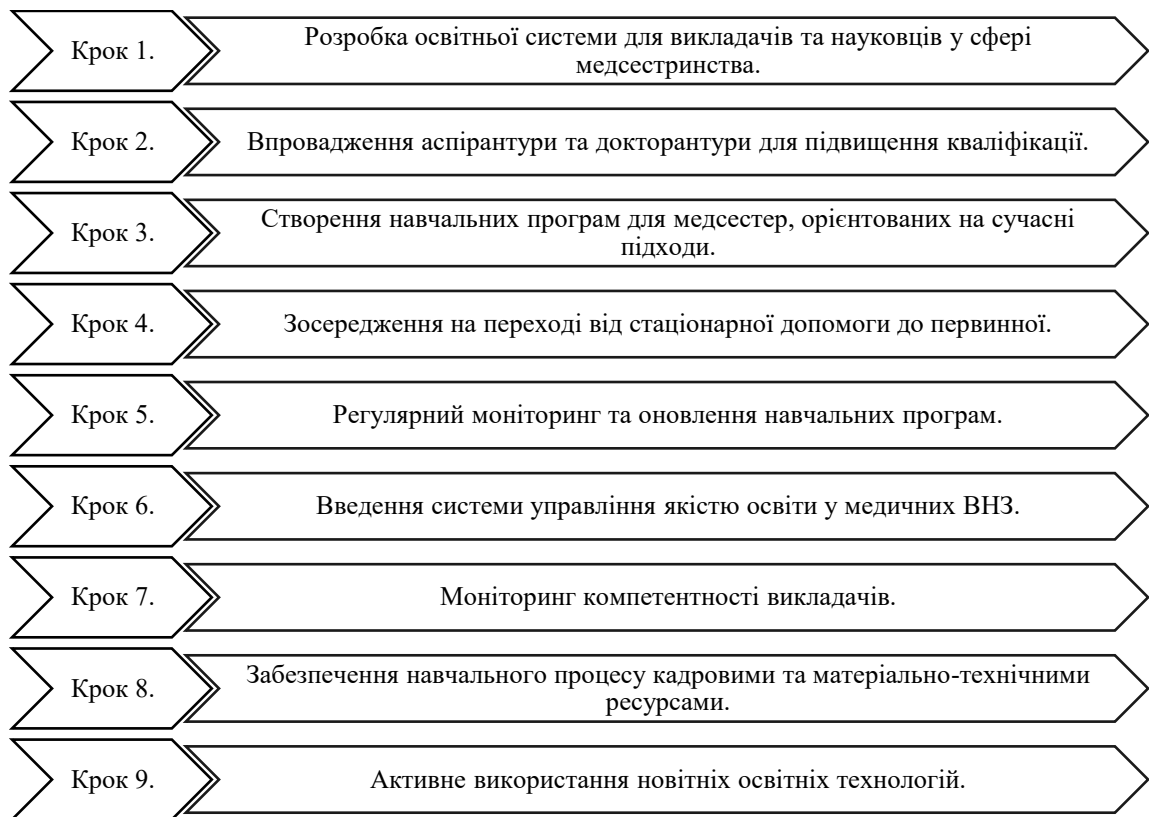 Крок 1.
Розробка освітньої системи для викладачів та науковців у сфері
медсестринства.
Крок 2.
Впровадження аспірантури та докторантури для підвищення кваліфікації.
Крок 3.
Створення навчальних програм для медсестер, орієнтованих на сучасні
підходи.
Крок 4.
Зосередження на переході від стаціонарної допомоги до первинної.
Крок 5.
Регулярний моніторинг та оновлення навчальних програм.
Крок 6.
Введення системи управління якістю освіти у медичних ВНЗ.
Крок 7.
Моніторинг компетентності викладачів.
Крок 8.
Забезпечення навчального процесу кадровими та матеріально-технічними
ресурсами.
Крок 9.
Активне використання новітніх освітніх технологій.